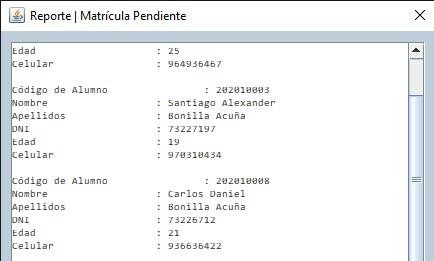 Reporte | Matrícula Pendiente
Edad : 25
Celular : 964936467
Código de Alumno : 202010003
Nombre : Santiago Alexander
Apellidos : Bonilla Acuña
DNI : 73227197
Edad : 19
Celular : 970310434
Código de Alumno : 202010008
Nombre : Carlos Daniel
Apellidos : Bonilla Acuña
DNI : 73226712
Edad : 21
Celular : 936636422